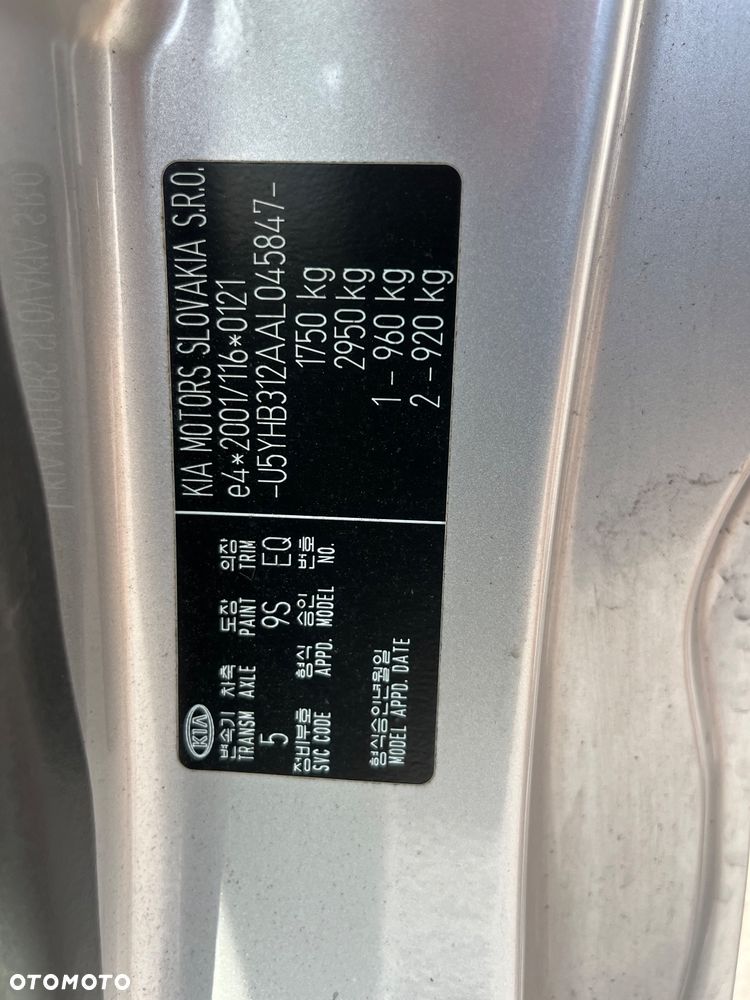 KIA MOTORS SLOVAKIA S.R.O.
e4*2001/116*0121
-U5YHB312AAL045847-
1750 kg
2950 kg
1 - 960 kg
2 - 920 kg
KIA
변속기 차축 도장 의장
TRANSM AXLE PAINT TRIM
5 9S EQ
정비부호 형식 승인 번호
SVC CODE APPD. MODEL NO.
형식승인년월일
MODEL APPD. DATE
OTOMOTO